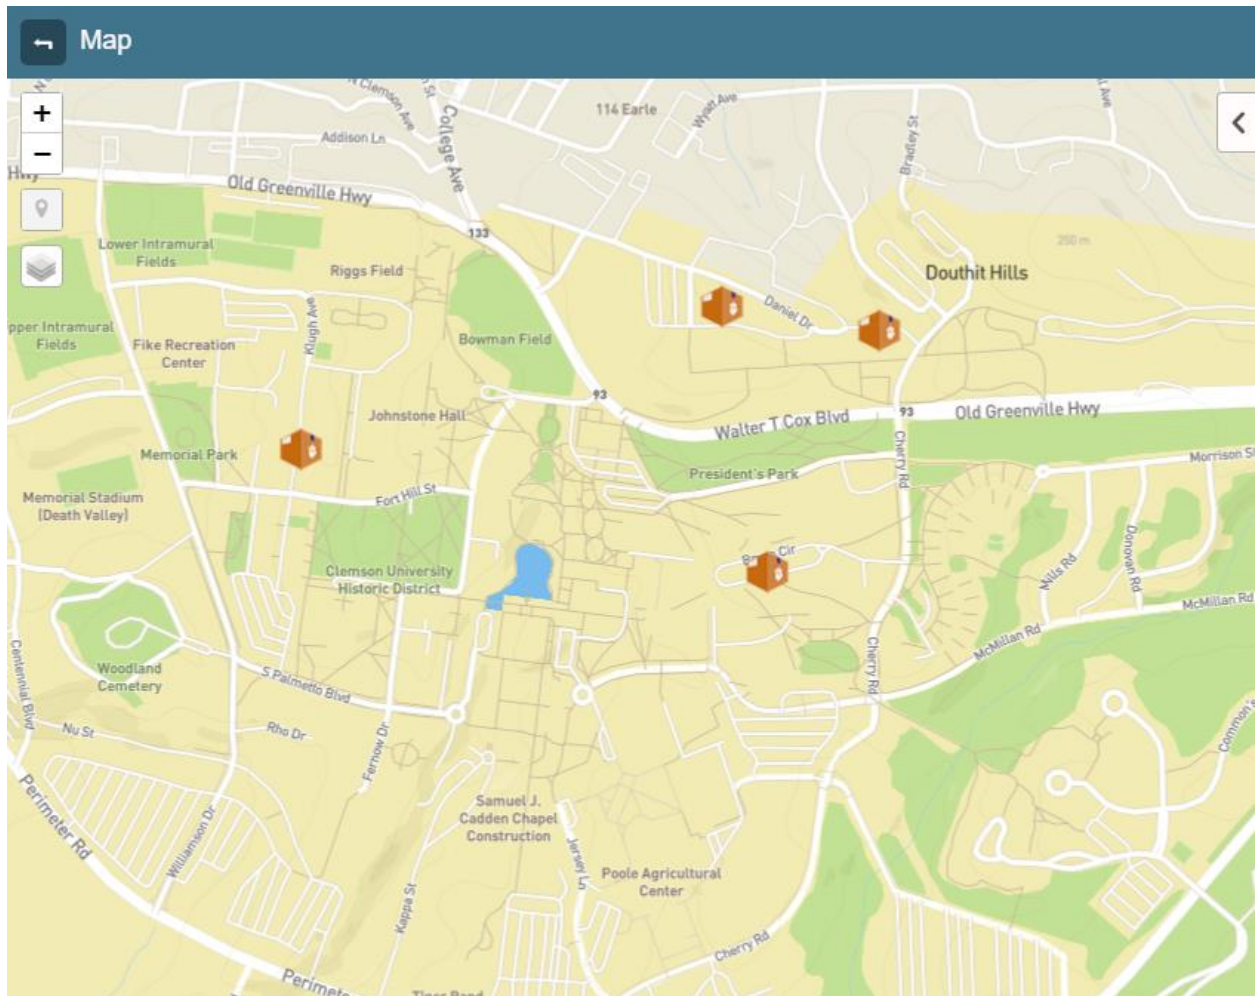 Map
N Clemson Ave
College Ave
114 Earle
Wyatt Ave
Bradley St
Addison Ln
Hwy
Old Greenville Hwy
133
Lower Intramural
Fields
Riggs Field
250 m
Douthit Hills
Daniel Dr
Klugh Ave
pper Intramural
Fields
Fike Recreation
Center
Bowman Field
93
Johnstone Hall
Walter T Cox Blvd
93
Old Greenville Hwy
Memorial Park
Cherry Rd
President's Park
Morrison St
Memorial Stadium
(Death Valley)
Fort Hill St
Donovan Rd
Cir
Clemson University
Historic District
Mills Rd
McMillan Rd
McMillan Rd
Centennial Blvd
Woodland
Cemetery
S Palmetto Blvd
Cherry Rd
Nu St
Rho Dr
Fernow Dr
Common's
Perimeter Rd
Williamson Dr
Samuel J.
Cadden Chapel
Construction
Jersey Ln
Poole Agricultural
Center
Kappa St
Cherry Rd
Perimete